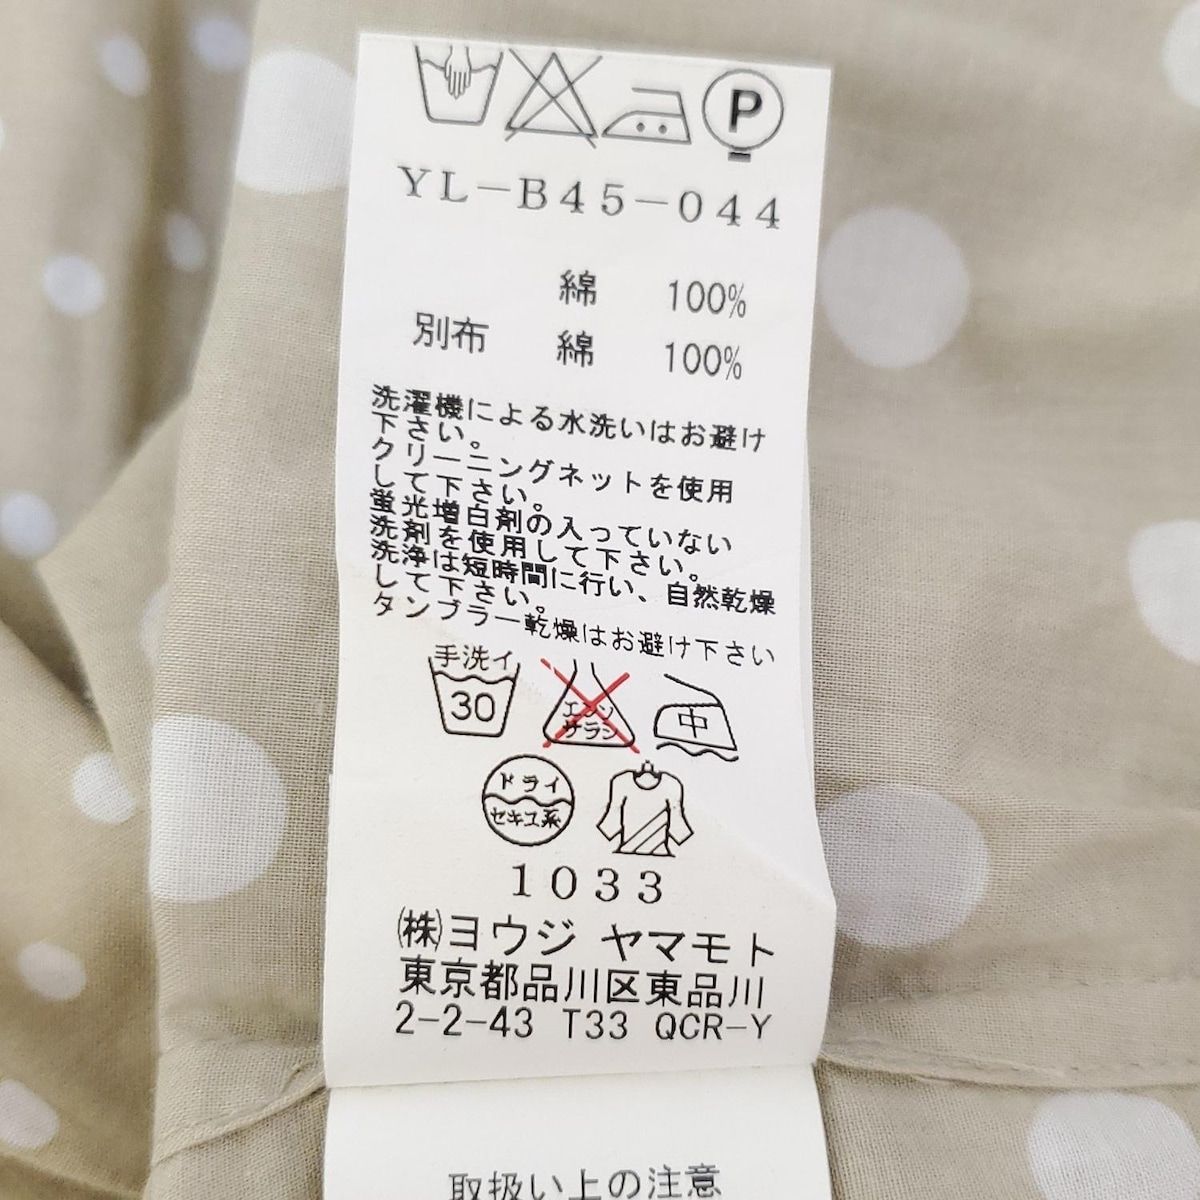 P
YL-B45-044
綿 100%
別布 綿 100%
洗濯機による水洗いはお避け
下さい。
クリーニングネットを使用
して下さい。
蛍光増白剤の入っていない
洗剤を使用して下さい。
洗浄は短時間に行い、自然乾燥
して下さい。
タンブラー乾燥はお避け下さい
手洗イ
30
エンソ
サラシ
中
ドライ
セキユ系
1033
㈱ヨウジ ヤマモト
東京都品川区東品川
2-2-43 T33 QCR-Y
取扱い上の注意